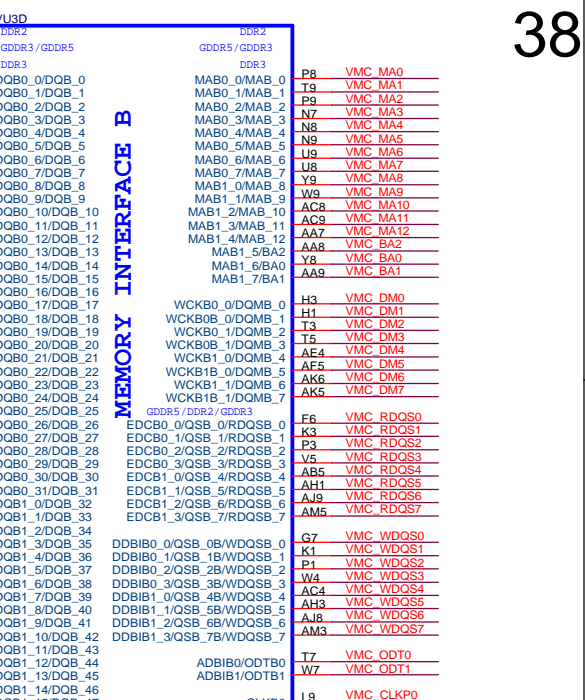 38
U3D
DDR2 DDR2
GDDR3/GDDR5 GDDR5/GDDR3
DDR3 DDR3
DQB0_0/DQB_0 MAB0_0/MAB_0 P8 VMC_MA0
DQB0_1/DQB_1 MAB0_1/MAB_1 T9 VMC_MA1
DQB0_2/DQB_2 MAB0_2/MAB_2 P9 VMC_MA2
DQB0_3/DQB_3 MAB0_3/MAB_3 N7 VMC_MA3
DQB0_4/DQB_4 MAB0_4/MAB_4 N8 VMC_MA4
DQB0_5/DQB_5 MAB0_5/MAB_5 N9 VMC_MA5
DQB0_6/DQB_6 MAB0_6/MAB_6 U9 VMC_MA6
DQB0_7/DQB_7 MAB0_7/MAB_7 U8 VMC_MA7
DQB0_8/DQB_8 MAB1_0/MAB_8 Y9 VMC_MA8
DQB0_9/DQB_9 MAB1_1/MAB_9 W9 VMC_MA9
DQB0_10/DQB_10 MAB1_2/MAB_10 AC8 VMC_MA10
DQB0_11/DQB_11 MAB1_3/MAB_11 AC9 VMC_MA11
DQB0_12/DQB_12 MAB1_4/MAB_12 AA7 VMC_MA12
DQB0_13/DQB_13 MAB1_5/BA2 AA8 VMC_BA2
DQB0_14/DQB_14 MAB1_6/BA0 Y8 VMC_BA0
DQB0_15/DQB_15 MAB1_7/BA1 AA9 VMC_BA1
DQB0_16/DQB_16
DQB0_17/DQB_17 WCKB0_0/DQMB_0 H3 VMC_DM0
DQB0_18/DQB_18 WCKB0B_0/DQMB_1 H1 VMC_DM1
DQB0_19/DQB_19 WCKB0_1/DQMB_2 T3 VMC_DM2
DQB0_20/DQB_20 WCKB0B_1/DQMB_3 T5 VMC_DM3
DQB0_21/DQB_21 WCKB1_0/DQMB_4 AE4 VMC_DM4
DQB0_22/DQB_22 WCKB1B_0/DQMB_5 AF5 VMC_DM5
DQB0_23/DQB_23 WCKB1_1/DQMB_6 AK6 VMC_DM6
DQB0_24/DQB_24 WCKB1B_1/DQMB_7 AK5 VMC_DM7
DQB0_25/DQB_25 GDDR5/DDR2/GDDR3
DQB0_26/DQB_26 EDCB0_0/QSB_0/RDQSB_0 F6 VMC_RDQS0
DQB0_27/DQB_27 EDCB0_1/QSB_1/RDQSB_1 K3 VMC_RDQS1
DQB0_28/DQB_28 EDCB0_2/QSB_2/RDQSB_2 P3 VMC_RDQS2
DQB0_29/DQB_29 EDCB0_3/QSB_3/RDQSB_3 V5 VMC_RDQS3
DQB0_30/DQB_30 EDCB1_0/QSB_4/RDQSB_4 AB5 VMC_RDQS4
DQB0_31/DQB_31 EDCB1_1/QSB_5/RDQSB_5 AH1 VMC_RDQS5
DQB1_0/DQB_32 EDCB1_2/QSB_6/RDQSB_6 AJ9 VMC_RDQS6
DQB1_1/DQB_33 EDCB1_3/QSB_7/RDQSB_7 AM5 VMC_RDQS7
DQB1_2/DQB_34
DQB1_3/DQB_35 DDBIB0_0/QSB_0B/WDQSB_0 G7 VMC_WDQS0
DQB1_4/DQB_36 DDBIB0_1/QSB_1B/WDQSB_1 K1 VMC_WDQS1
DQB1_5/DQB_37 DDBIB0_2/QSB_2B/WDQSB_2 P1 VMC_WDQS2
DQB1_6/DQB_38 DDBIB0_3/QSB_3B/WDQSB_3 W4 VMC_WDQS3
DQB1_7/DQB_39 DDBIB1_0/QSB_4B/WDQSB_4 AC4 VMC_WDQS4
DQB1_8/DQB_40 DDBIB1_1/QSB_5B/WDQSB_5 AH3 VMC_WDQS5
DQB1_9/DQB_41 DDBIB1_2/QSB_6B/WDQSB_6 AJ8 VMC_WDQS6
DQB1_10/DQB_42 DDBIB1_3/QSB_7B/WDQSB_7 AM3 VMC_WDQS7
DQB1_11/DQB_43
DQB1_12/DQB_44 ADBIB0/ODTB0 T7 VMC_ODT0
DQB1_13/DQB_45 ADBIB1/ODTB1 W7 VMC_ODT1
DQB1_14/DQB_46
L9 VMC_CLKP0
MEMORY INTERFACE B